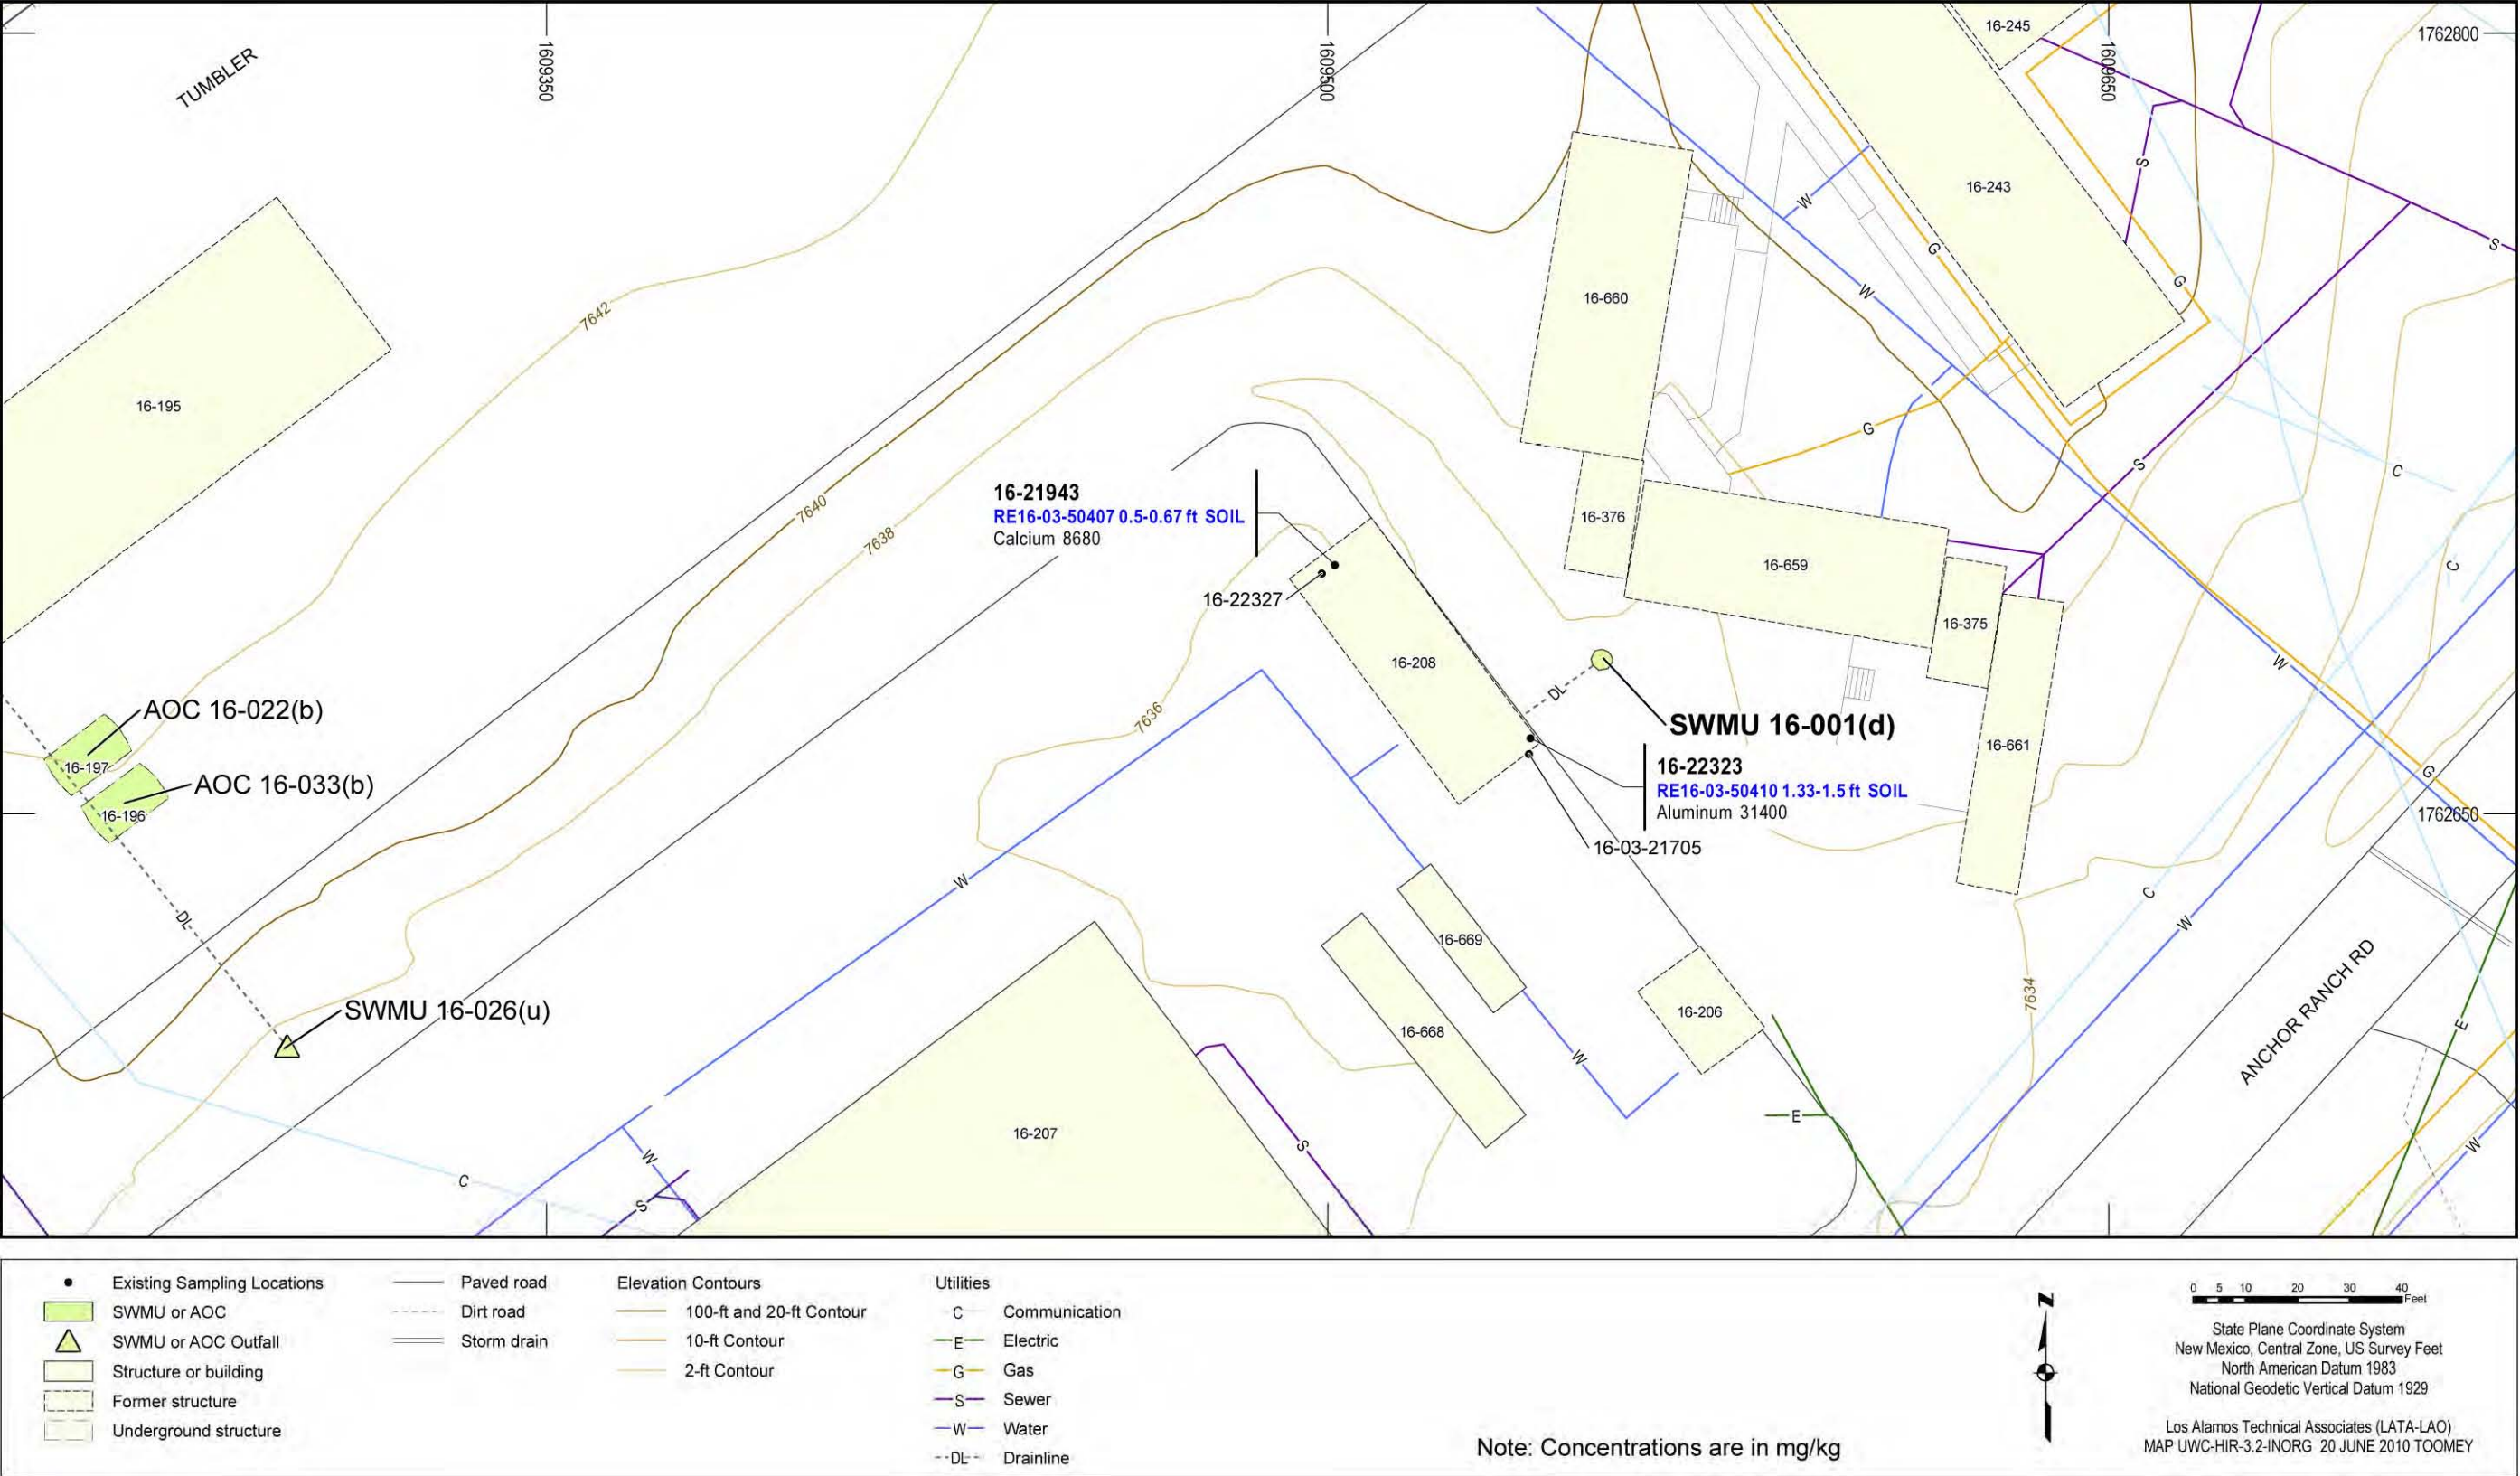 TUMBLER
1609350
1609500
1609650
1762800
16-245
16-243
16-660
16-195
7642
7640
7638
7636
7634
W
W
G
G
G
S
S
S
C
C
16-21943
RE16-03-50407 0.5-0.67 ft SOIL
Calcium 8680
16-22327
16-208
16-376
16-659
16-375
16-661
DL
SWMU 16-001(d)
16-22323
RE16-03-50410 1.33-1.5 ft SOIL
Aluminum 31400
16-03-21705
AOC 16-022(b)
16-197
AOC 16-033(b)
16-196
DL
SWMU 16-026(u)
W
W
G
1762650
C
W
W
16-669
16-668
16-206
W
16-207
S
E
E
W
W
S
C
ANCHOR RANCH RD
Existing Sampling Locations
SWMU or AOC
SWMU or AOC Outfall
Structure or building
Former structure
Underground structure
Paved road
Dirt road
Storm drain
Elevation Contours
100-ft and 20-ft Contour
10-ft Contour
2-ft Contour
Utilities
C Communication
E Electric
G Gas
S Sewer
W Water
DL Drainline
Note: Concentrations are in mg/kg
N
0 5 10 20 30 40
Feet
State Plane Coordinate System
New Mexico, Central Zone, US Survey Feet
North American Datum 1983
National Geodetic Vertical Datum 1929
Los Alamos Technical Associates (LATA-LAO)
MAP UWC-HIR-3.2-INORG 20 JUNE 2010 TOOMEY